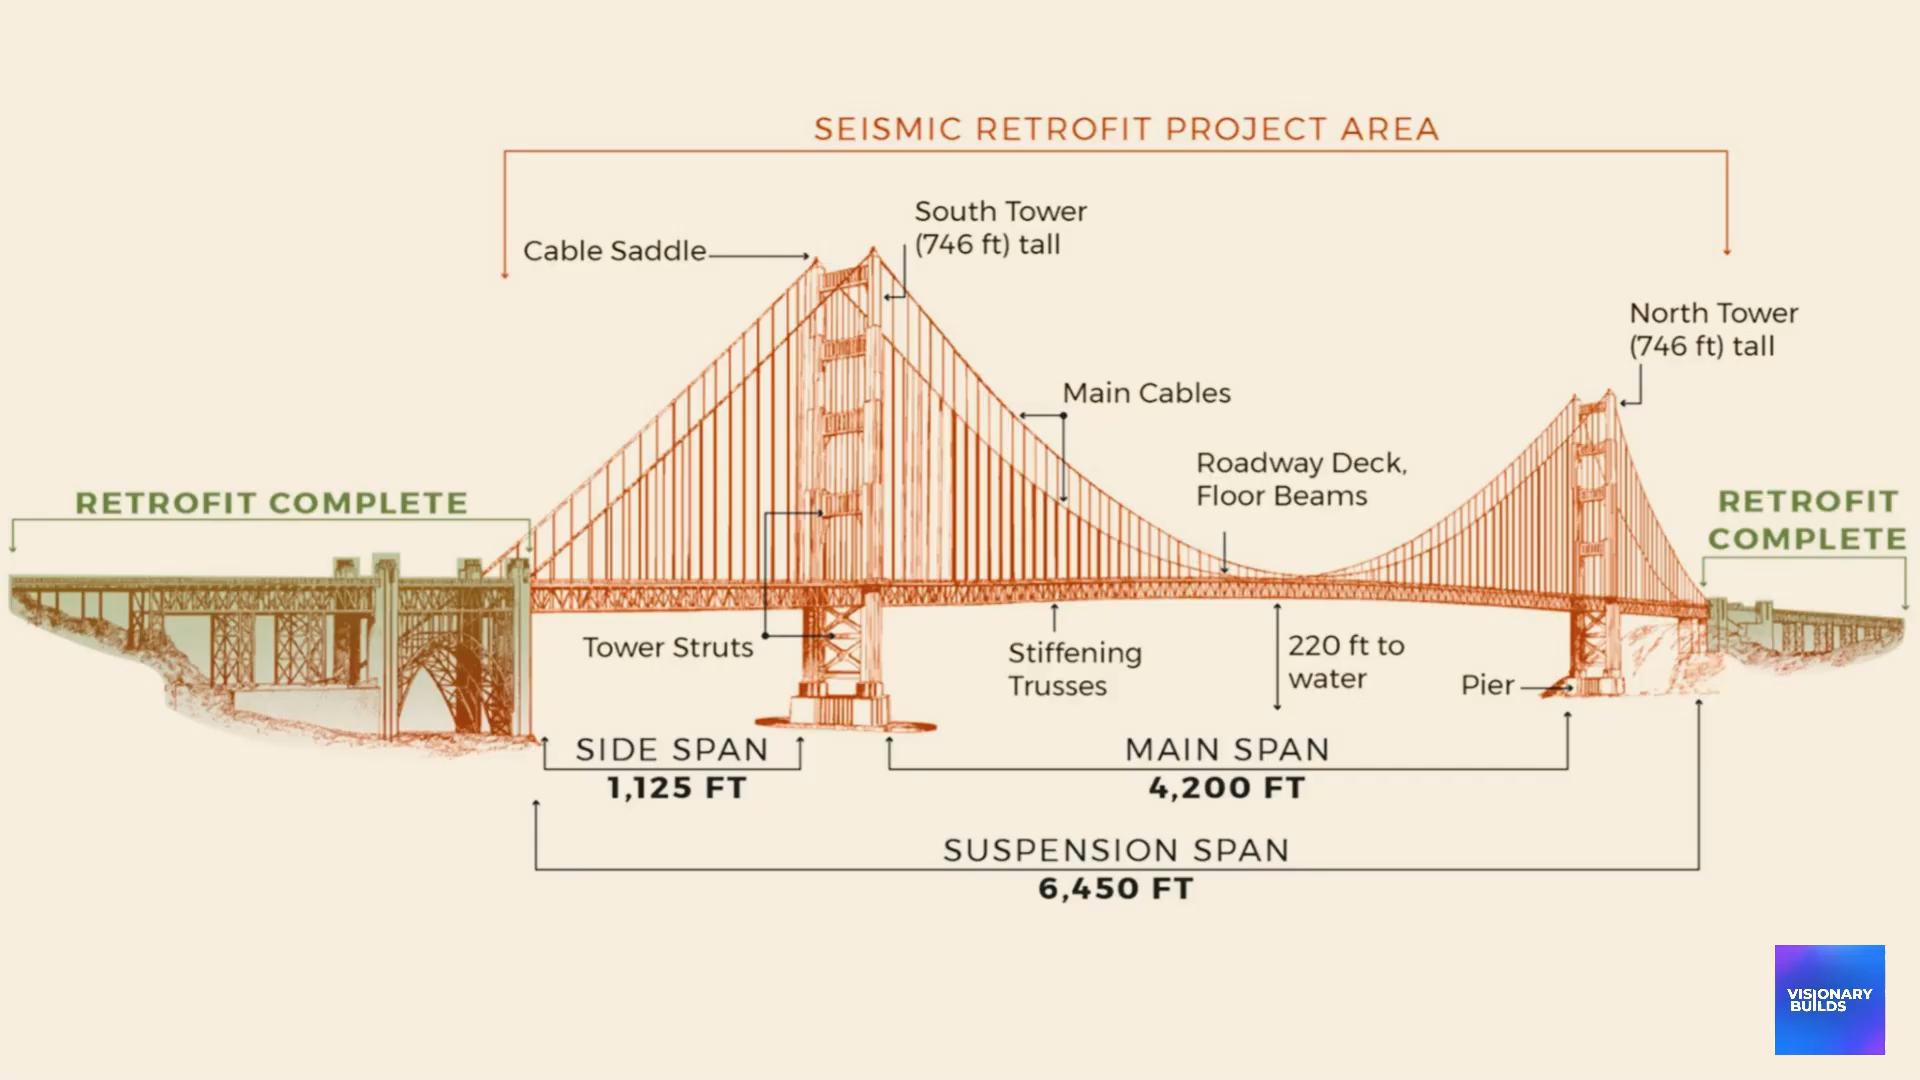 SEISMIC RETROFIT PROJECT AREA
South Tower
(746 ft) tall
Cable Saddle
North Tower
(746 ft) tall
Main Cables
Roadway Deck,
Floor Beams
RETROFIT COMPLETE
RETROFIT
COMPLETE
Tower Struts
Stiffening
Trusses
220 ft to
water
Pier
SIDE SPAN
1,125 FT
MAIN SPAN
4,200 FT
SUSPENSION SPAN
6,450 FT
VISIONARY
BUILDS